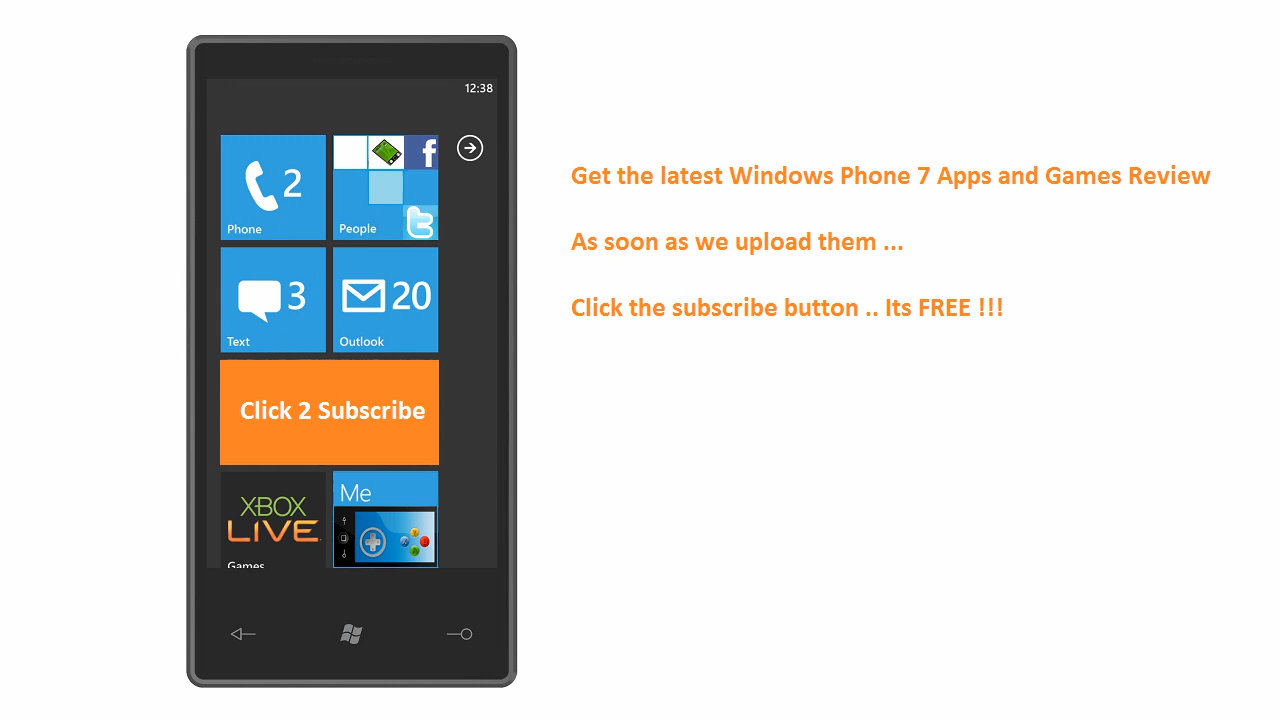 12:38
2
Phone
f
People
t
3
Text
20
Outlook
Click 2 Subscribe
XBOX
LIVE
Games
Me
Get the latest Windows Phone 7 Apps and Games Review
As soon as we upload them ...
Click the subscribe button .. Its FREE !!!